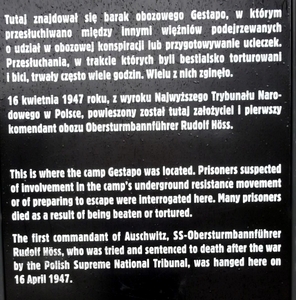 Tutaj znajdował się barak obozowego Gestapo, w którym
przesłuchiwano między innymi więźniów podejrzewanych
o udział w obozowej konspiracji lub przygotowywanie ucieczek.
Przesłuchania, w trakcie których byli bestialsko torturowani
i bici, trwały często wiele godzin. Wielu z nich zginęło.
16 kwietnia 1947 roku, z wyroku Najwyższego Trybunału Naro-
dowego w Polsce, powieszony został tutaj założyciel i pierwszy
komendant obozu Obersturmbannführer Rudolf Höss.
This is where the camp Gestapo was located. Prisoners suspected
of involvement in the camp's underground resistance movement
or of preparing to escape were interrogated here. Many prisoners
died as a result of being beaten or tortured.
The first commandant of Auschwitz, SS-Obersturmbannführer
Rudolf Höss, who was tried and sentenced to death after the war
by the Polish Supreme National Tribunal, was hanged here on
16 April 1947.